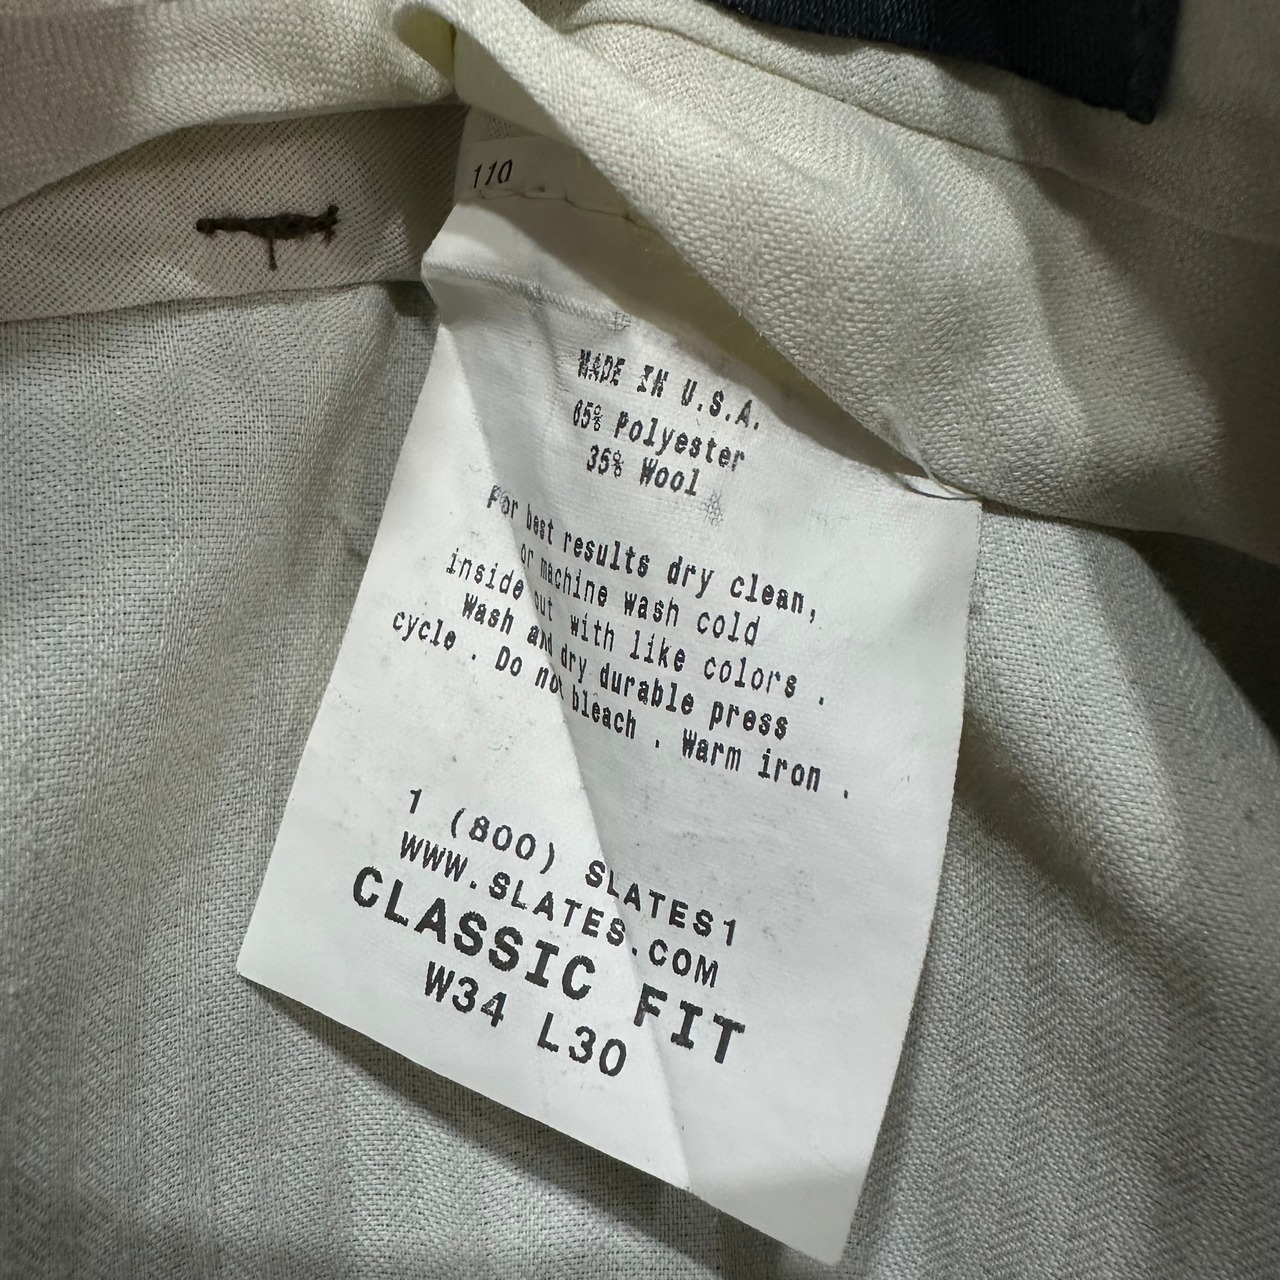 110
MADE IN U.S.A.
65% Polyester
35% Wool
For best results dry clean,
or machine wash cold
inside out with like colors .
Wash and dry durable press
cycle . Do not bleach . Warm iron .
1 (800) SLATES1
WWW.SLATES.COM
CLASSIC FIT
W34 L30